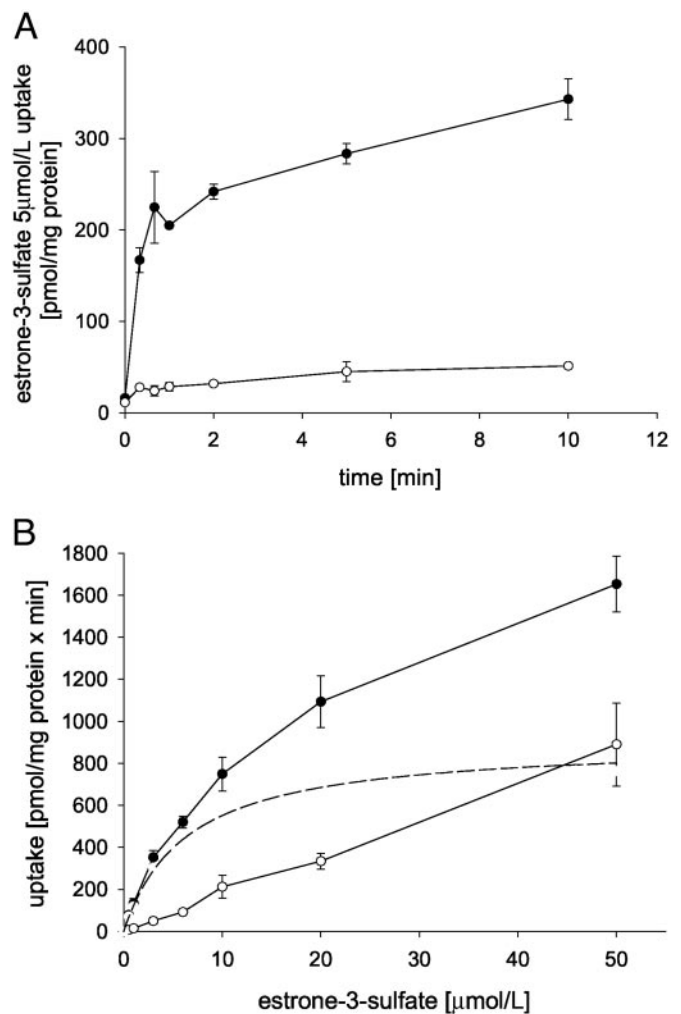 A
400
300
200
100
0
estrone-3-sulfate 5μmol/L uptake
[pmol/mg protein]
0 2 4 6 8 10 12
time [min]
B
1800
1600
1400
1200
1000
800
600
400
200
0
uptake [pmol/mg protein x min]
0 10 20 30 40 50
estrone-3-sulfate [μmol/L]